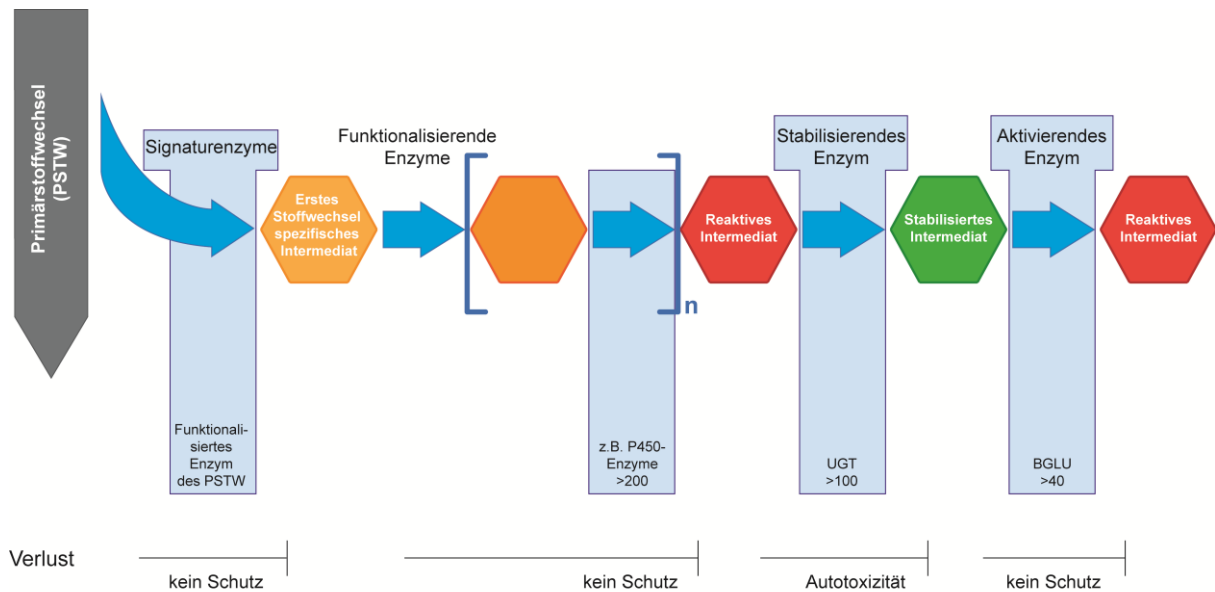 Primärstoffwechsel
(PSTW)
Signaturenzyme
Funktionalisierende
Enzyme
Stabilisierendes
Enzym
Aktivierendes
Enzym
Erstes
Stoffwechsel
spezifisches
Intermediat
n
Reaktives
Intermediat
Stabilisiertes
Intermediat
Reaktives
Intermediat
Funktionali-
siertes
Enzym
des PSTW
z.B. P450-
Enzyme
>200
UGT
>100
BGLU
>40
Verlust
kein Schutz
kein Schutz
Autotoxizität
kein Schutz